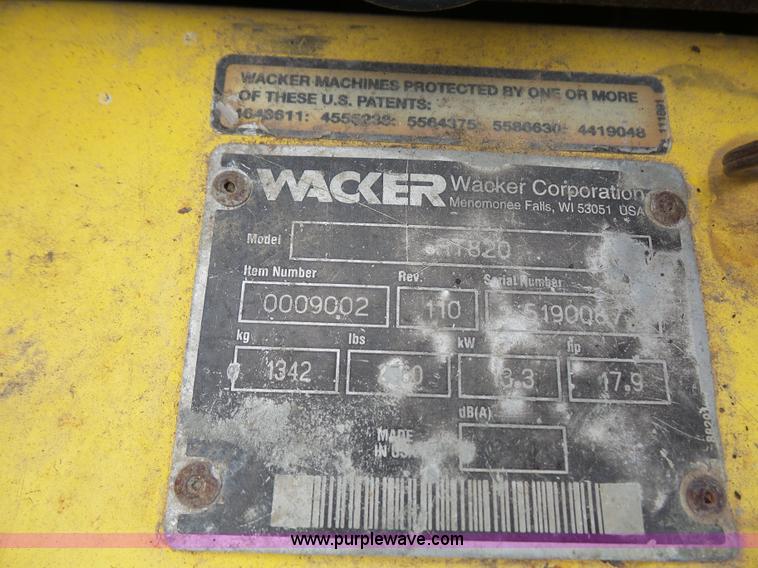 WACKER MACHINES PROTECTED BY ONE OR MORE
OF THESE U.S. PATENTS:
4555238; 5564375; 5586630; 4419048
111891
WACKER Wacker Corporation
Menomonee Falls, WI 53051 USA
Model
Item Number Rev. Serial Number
0009002 110
kg lbs kW hp
1342 17.9
dB(A)
MADE
IN
www.purplewave.com